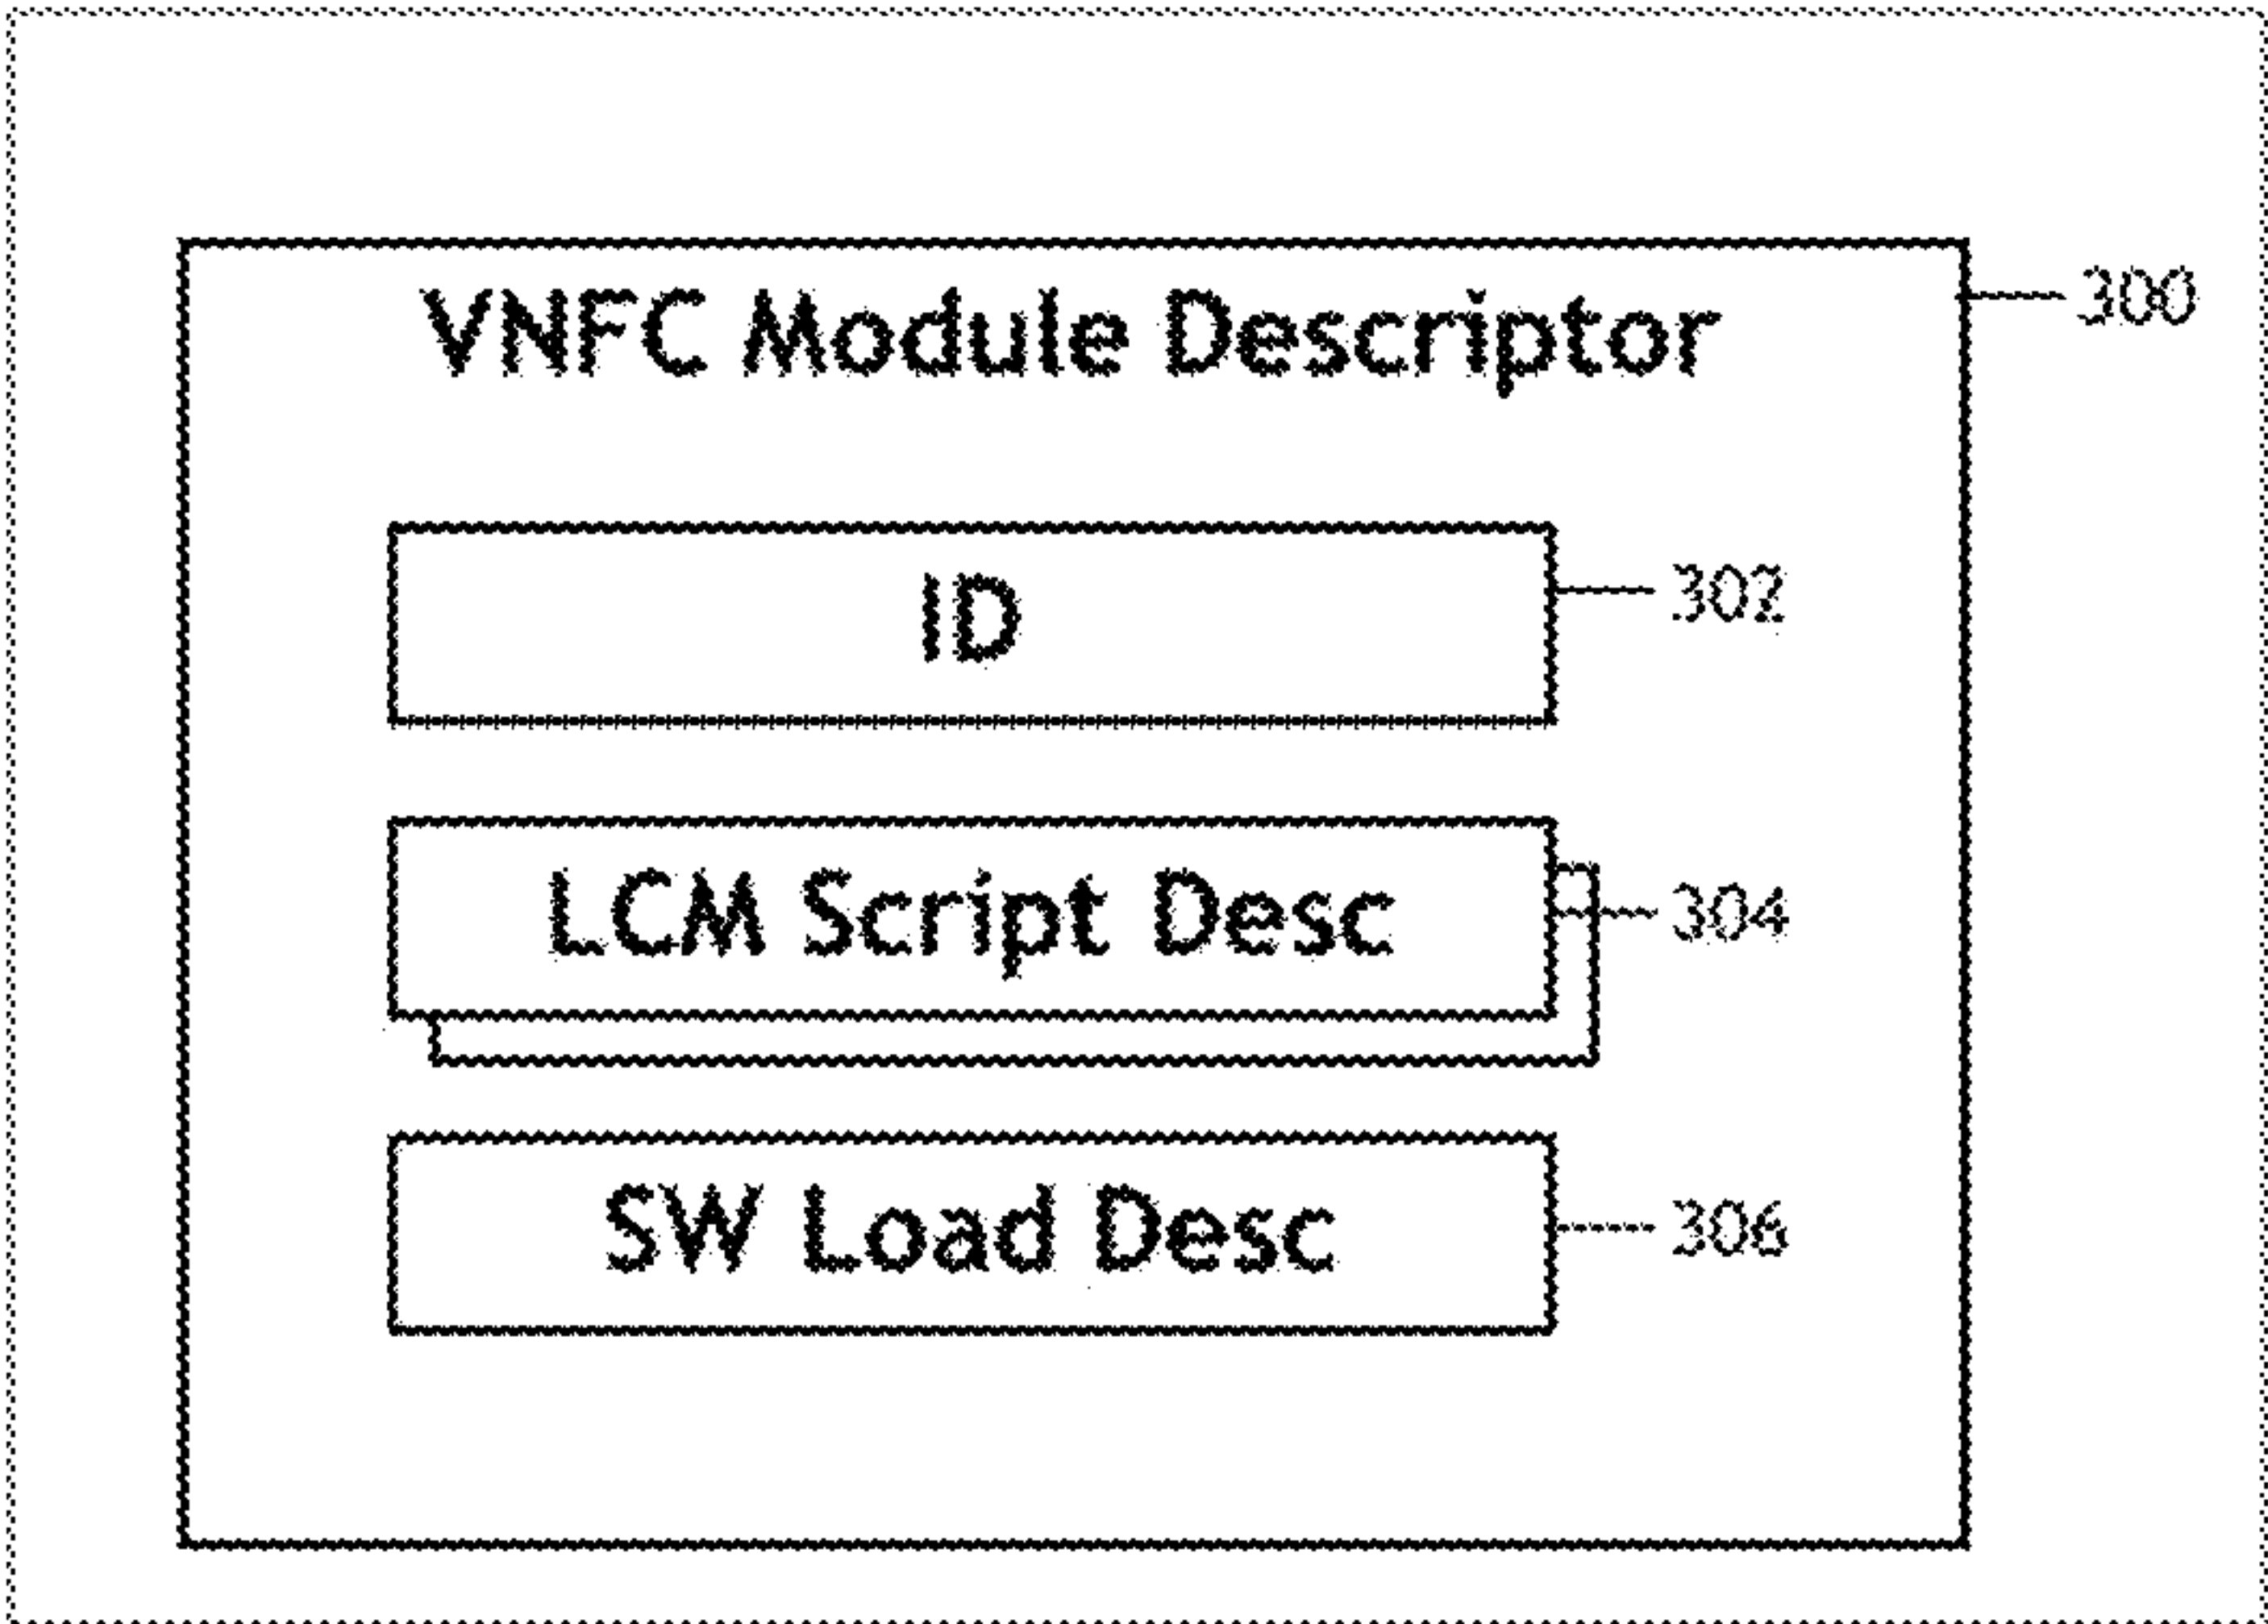 VNFC Module Descriptor
300
ID
302
LCM Script Desc
304
SW Load Desc
306